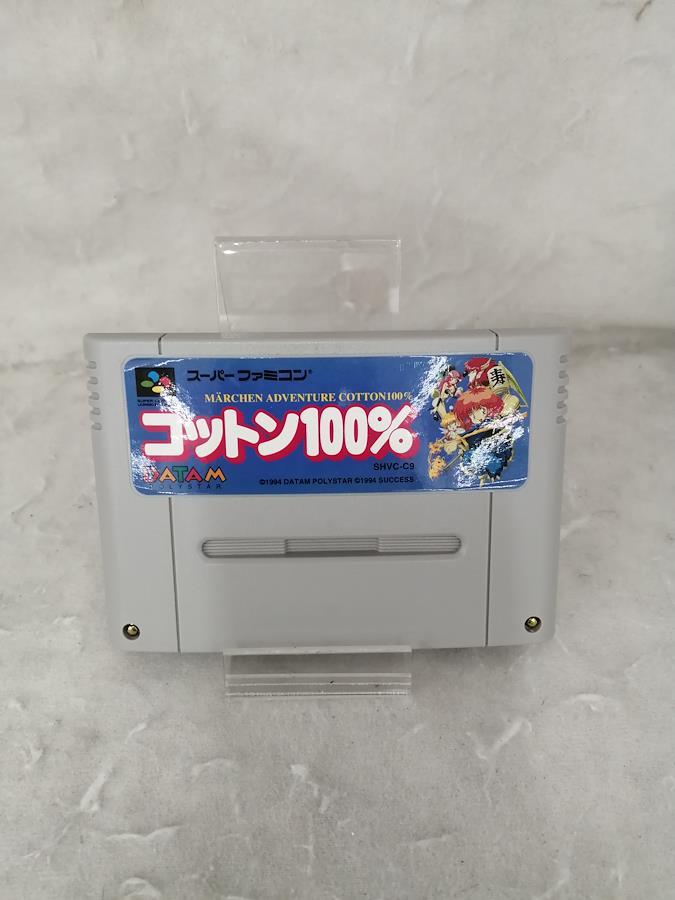 スーパーファミコン®
MÄRCHEN ADVENTURE COTTON100%
コットン100%
寿
SHVC-C9
DATAM
POLYSTAR
©1994 DATAM POLYSTAR ©1994 SUCCESS